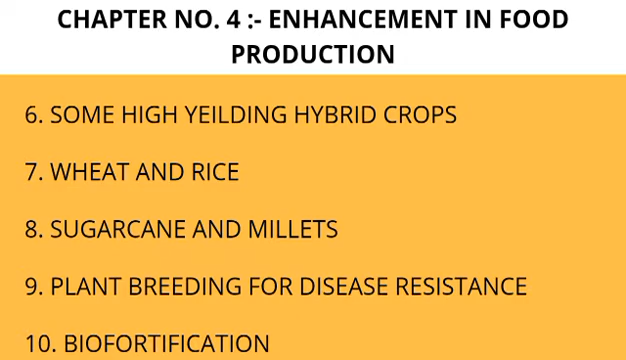 CHAPTER NO. 4 :- ENHANCEMENT IN FOOD
PRODUCTION
6. SOME HIGH YEILDING HYBRID CROPS
7. WHEAT AND RICE
8. SUGARCANE AND MILLETS
9. PLANT BREEDING FOR DISEASE RESISTANCE
10. BIOFORTIFICATION